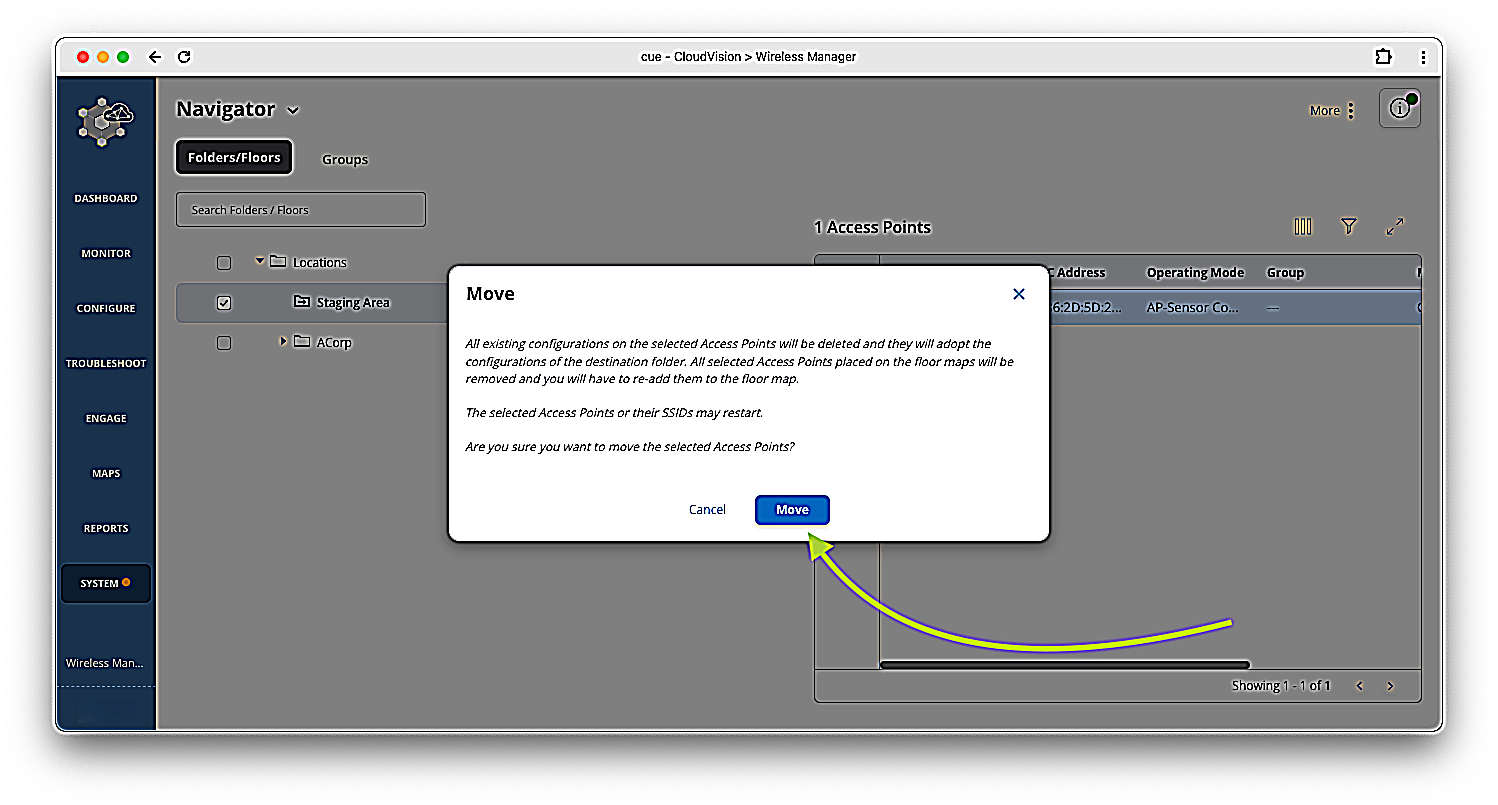 cue - CloudVision > Wireless Manager
Navigator
More
Folders/Floors
Groups
DASHBOARD
MONITOR
CONFIGURE
TROUBLESHOOT
ENGAGE
MAPS
REPORTS
SYSTEM
Wireless Man...
Search Folders / Floors
Locations
Staging Area
ACorp
1 Access Points
C Address Operating Mode Group
6:2D:5D:2... AP-Sensor Co... —
Move
All existing configurations on the selected Access Points will be deleted and they will adopt the
configurations of the destination folder. All selected Access Points placed on the floor maps will be
removed and you will have to re-add them to the floor map.
The selected Access Points or their SSIDs may restart.
Are you sure you want to move the selected Access Points?
Cancel
Move
Showing 1 - 1 of 1